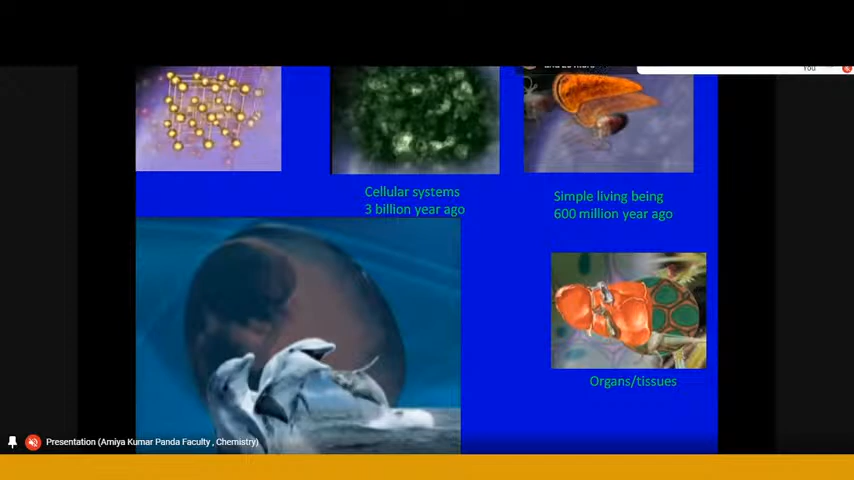 You
Cellular systems
3 billion year ago
Simple living being
600 million year ago
Organs/tissues
Presentation (Amiya Kumar Panda Faculty , Chemistry)